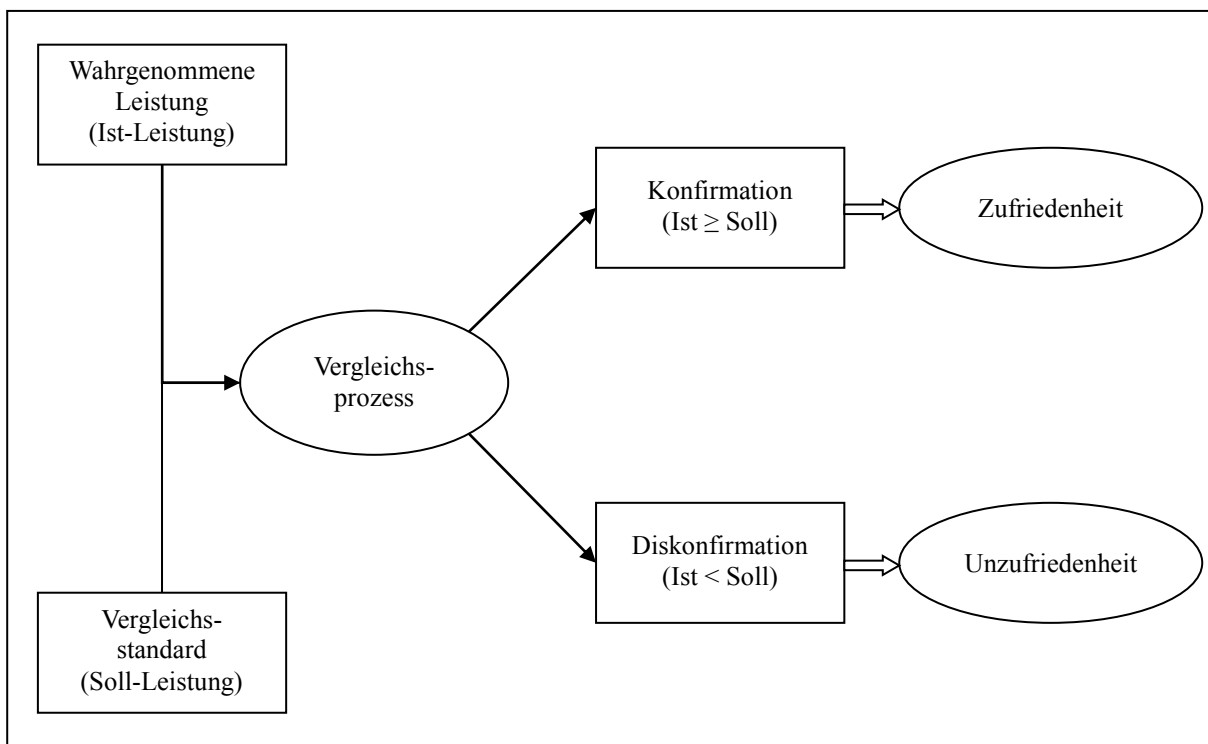 Wahrgenommene
Leistung
(Ist-Leistung)
Konfirmation
(Ist ≥ Soll)
Zufriedenheit
Vergleichs-
prozess
Diskonfirmation
(Ist < Soll)
Unzufriedenheit
Vergleichs-
standard
(Soll-Leistung)